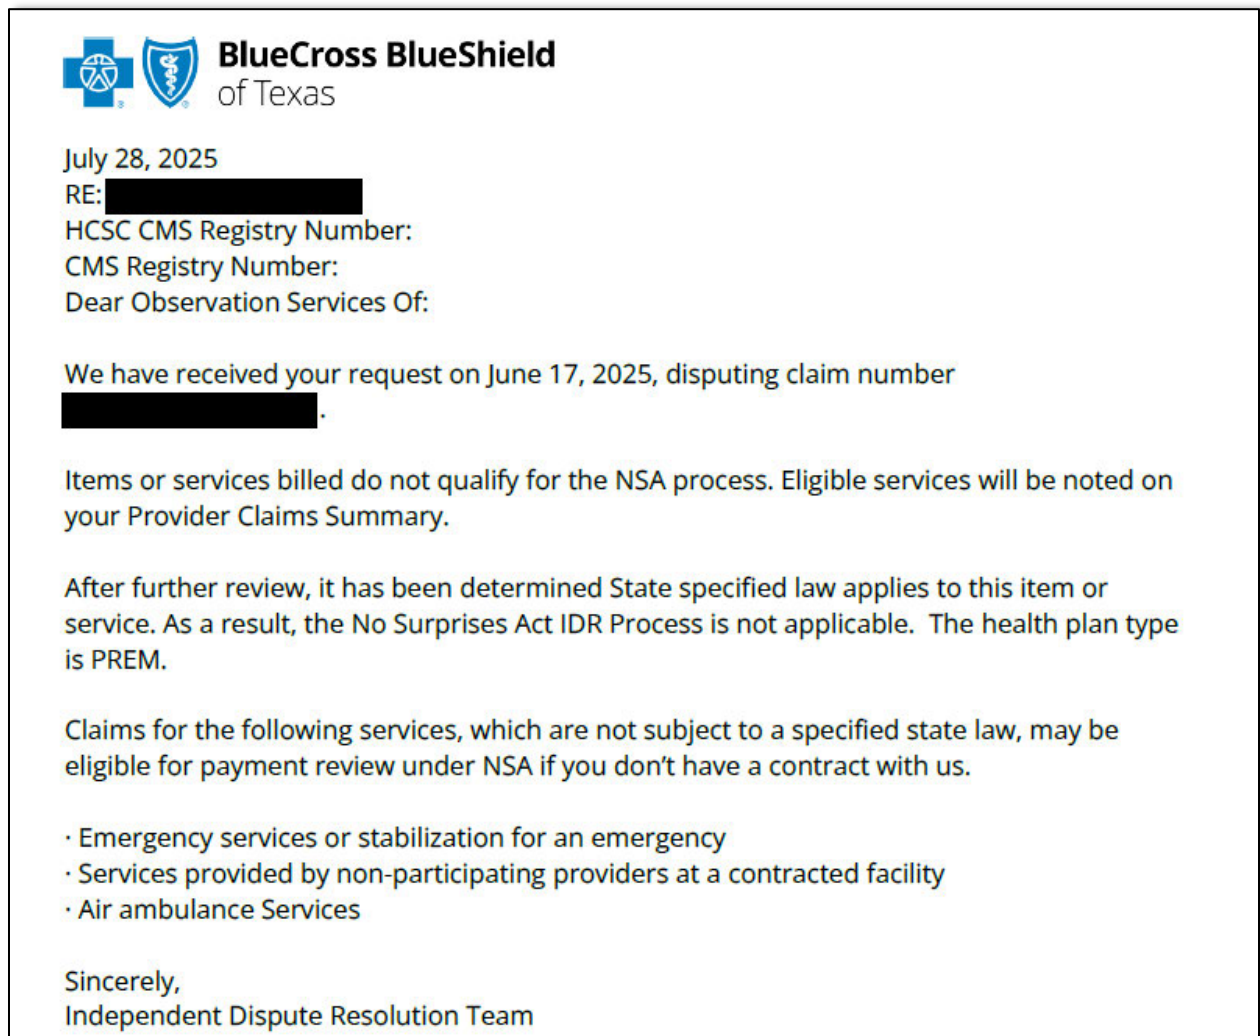 BlueCross BlueShield
of Texas
July 28, 2025
RE:
HCSC CMS Registry Number:
CMS Registry Number:
Dear Observation Services Of:
We have received your request on June 17, 2025, disputing claim number
.
Items or services billed do not qualify for the NSA process. Eligible services will be noted on
your Provider Claims Summary.
After further review, it has been determined State specified law applies to this item or
service. As a result, the No Surprises Act IDR Process is not applicable.  The health plan type
is PREM.
Claims for the following services, which are not subject to a specified state law, may be
eligible for payment review under NSA if you don’t have a contract with us.
· Emergency services or stabilization for an emergency
· Services provided by non-participating providers at a contracted facility
· Air ambulance Services
Sincerely,
Independent Dispute Resolution Team